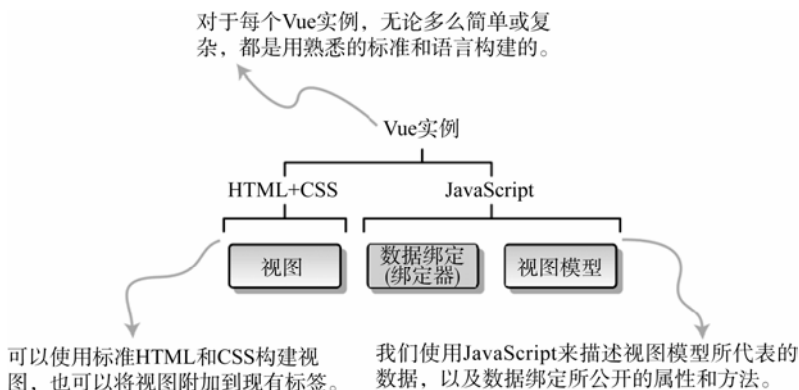 对于每个Vue实例，无论多么简单或复
杂，都是用熟悉的标准和语言构建的。
Vue实例
HTML+CSS
JavaScript
视图
数据绑定
(绑定器)
视图模型
可以使用标准HTML和CSS构建视
图，也可以将视图附加到现有标签。
我们使用JavaScript来描述视图模型所代表的
数据，以及数据绑定所公开的属性和方法。